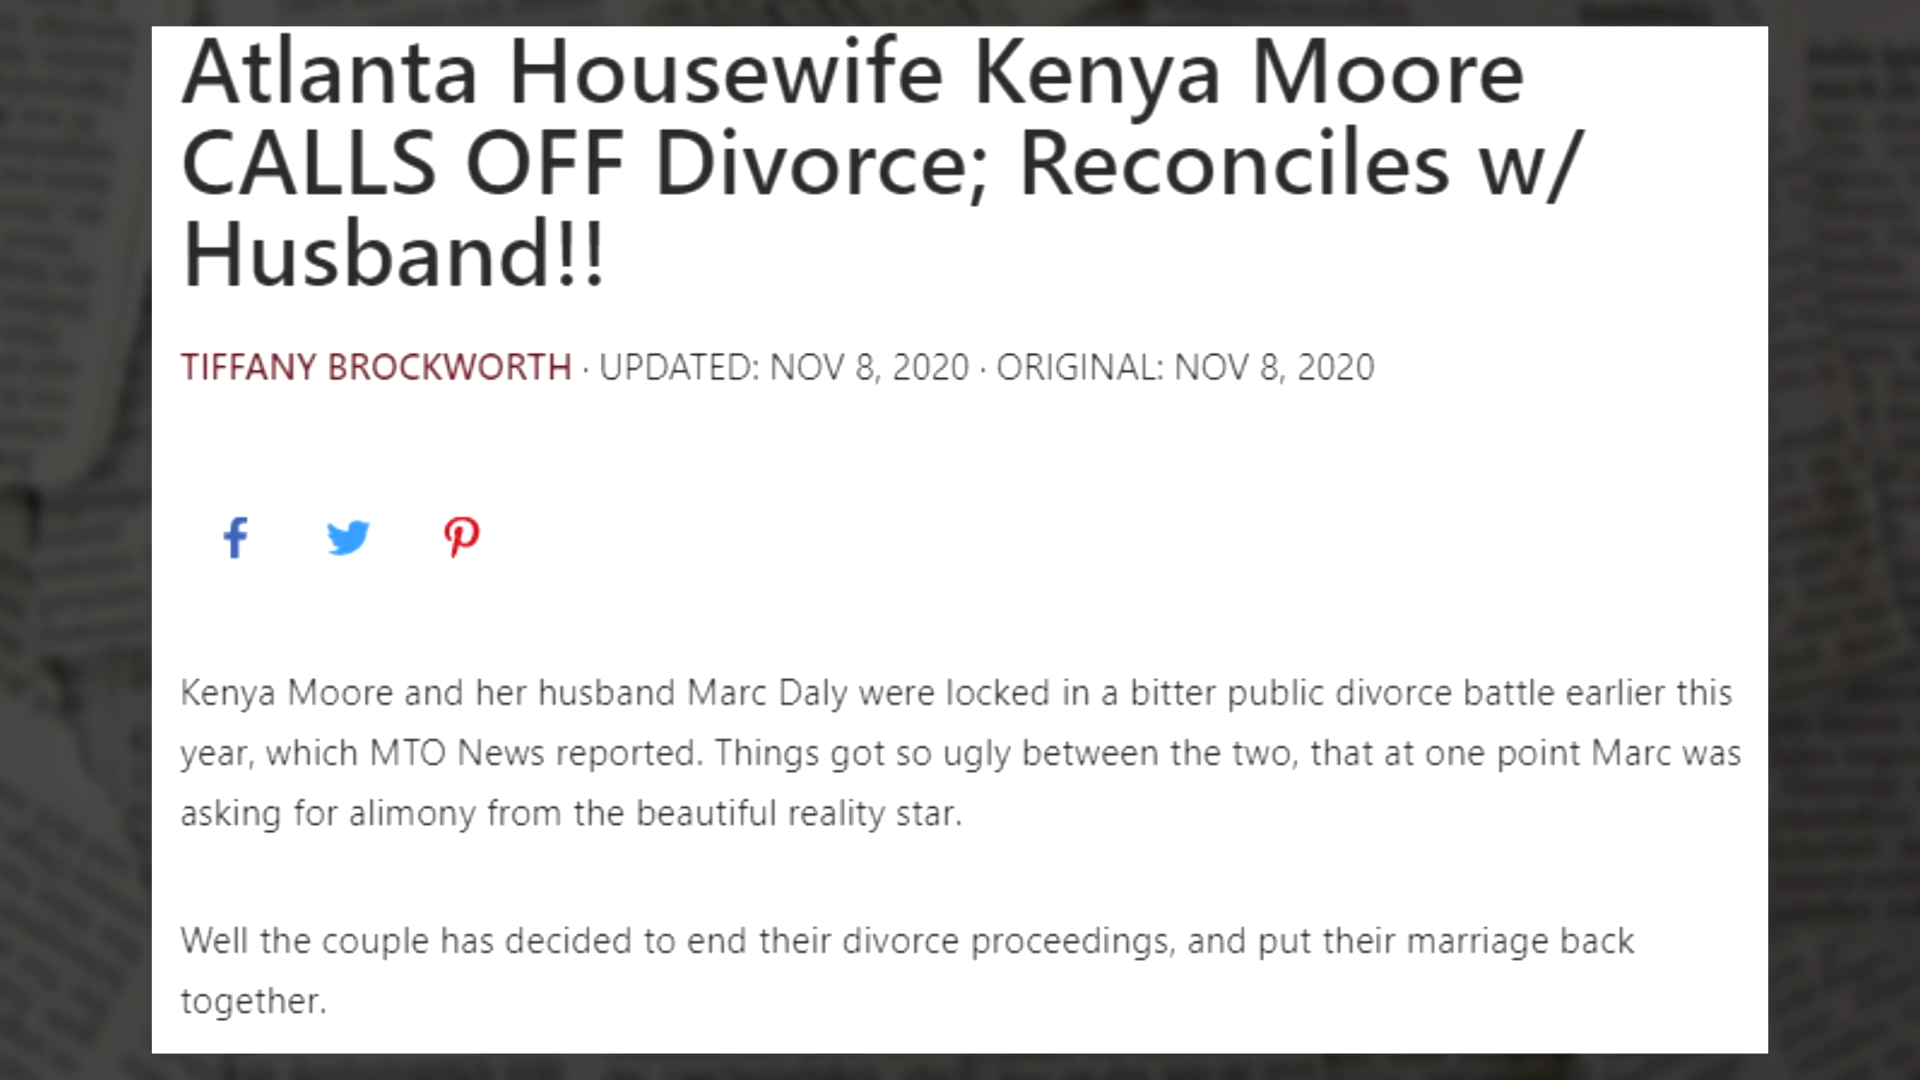 Atlanta Housewife Kenya Moore
CALLS OFF Divorce; Reconciles w/
Husband!!
TIFFANY BROCKWORTH · UPDATED: NOV 8, 2020 · ORIGINAL: NOV 8, 2020
Kenya Moore and her husband Marc Daly were locked in a bitter public divorce battle earlier this
year, which MTO News reported. Things got so ugly between the two, that at one point Marc was
asking for alimony from the beautiful reality star.
Well the couple has decided to end their divorce proceedings, and put their marriage back
together.